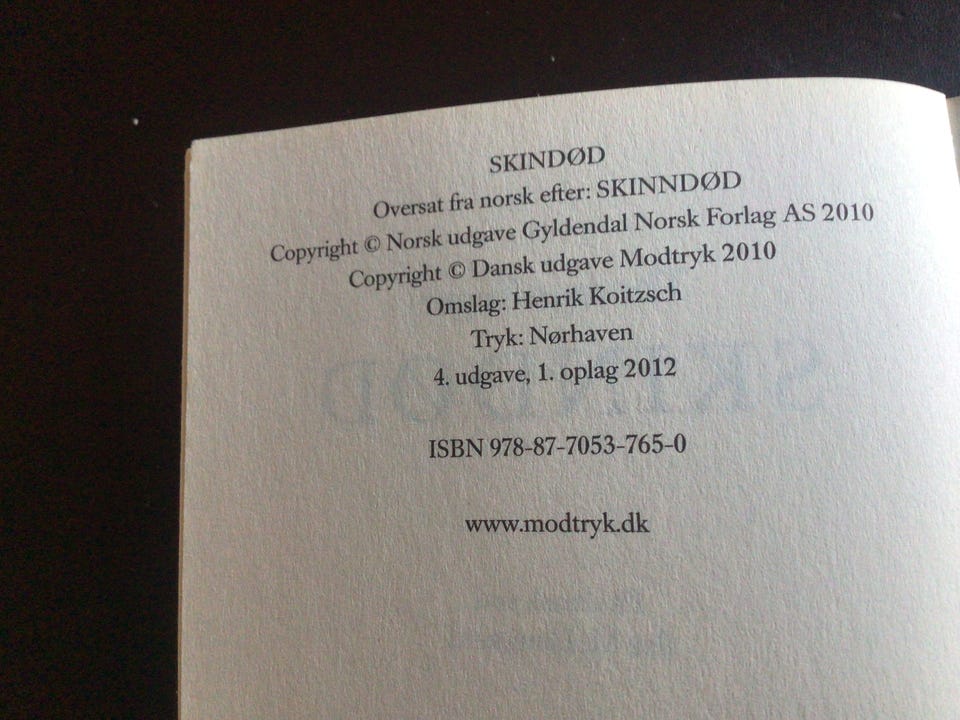 SKINDØD
Oversat fra norsk efter: SKINNDØD
Copyright © Norsk udgave Gyldendal Norsk Forlag AS 2010
Copyright © Dansk udgave Modtryk 2010
Omslag: Henrik Koitzsch
Tryk: Nørhaven
4. udgave, 1. oplag 2012
ISBN 978-87-7053-765-0
www.modtryk.dk